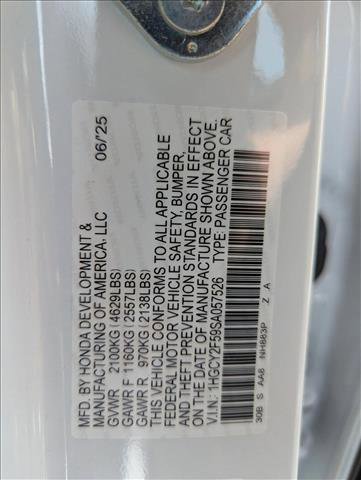 MFD. BY HONDA DEVELOPMENT &
MANUFACTURING OF AMERICA, LLC 06/'25
GVWR 2100KG (4629LBS)
GAWR F 1160KG (2557LBS)
GAWR R 970KG (2138LBS)
THIS VEHICLE CONFORMS TO ALL APPLICABLE
FEDERAL MOTOR VEHICLE SAFETY, BUMPER,
AND THEFT PREVENTION STANDARDS IN EFFECT
ON THE DATE OF MANUFACTURE SHOWN ABOVE.
V.I.N.: 1HGCY2F59SA057526 TYPE: PASSENGER CAR
30B S AA8 NH883P Z A